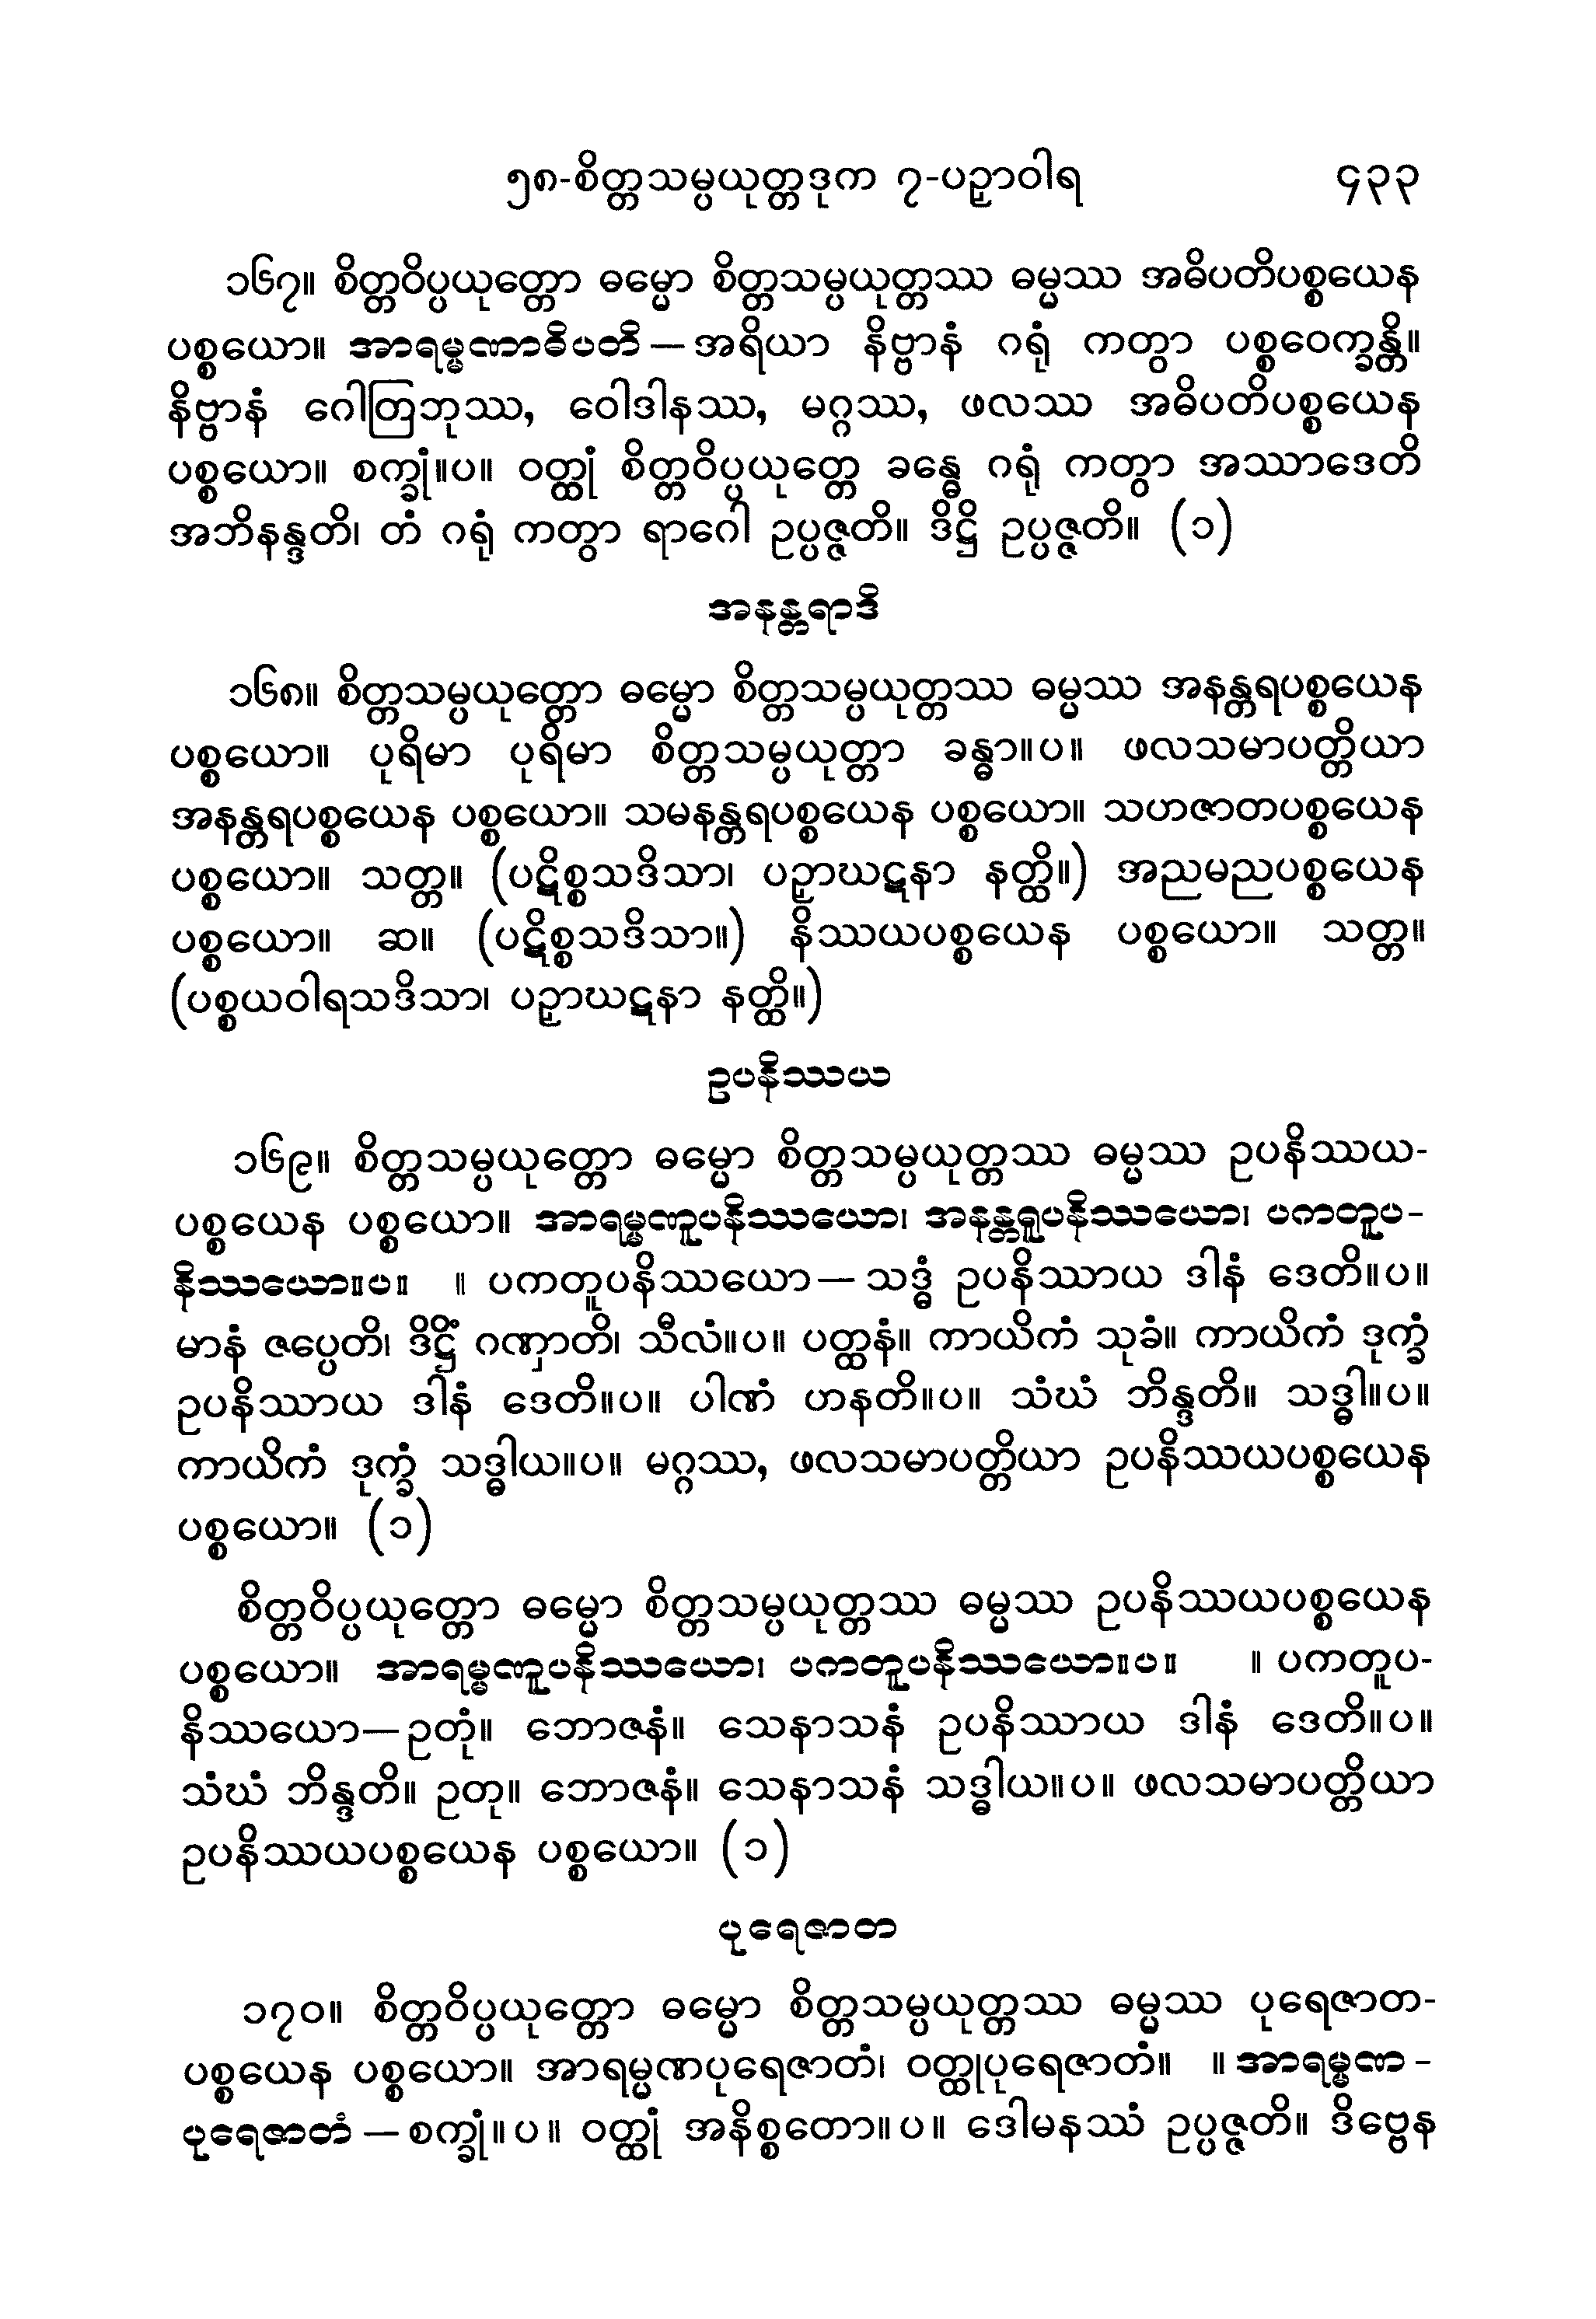 ၅၈-စိတ္တသမ္ပယုတ္တဒုက ၇-ပဉှာဝါရ ၄၃၃
၁၆၇။ စိတ္တဝိပ္ပယုတ္တော ဓမ္မော စိတ္တသမ္ပယုတ္တဿ ဓမ္မဿ အဓိပတိပစ္စယေန
ပစ္စယော။ အာရမ္မဏာဓိပတိ — အရိယာ နိဗ္ဗာနံ ဂရုံ ကတွာ ပစ္စဝေက္ခန္တိ။
နိဗ္ဗာနံ ဂေါတြဘုဿ, ဝေါဒါနဿ, မဂ္ဂဿ, ဖလဿ အဓိပတိပစ္စယေန
ပစ္စယော။ စက္ခုံ။ပ။ ဝတ္ထုံ စိတ္တဝိပ္ပယုတ္တေ ခန္ဓေ ဂရုံ ကတွာ အဿာဒေတိ
အဘိနန္ဒတိ၊ တံ ဂရုံ ကတွာ ရာဂေါ ဥပ္ပဇ္ဇတိ။ ဒိဋ္ဌိ ဥပ္ပဇ္ဇတိ။ (၁)
အနန္တရာဒိ
၁၆၈။ စိတ္တသမ္ပယုတ္တော ဓမ္မော စိတ္တသမ္ပယုတ္တဿ ဓမ္မဿ အနန္တရပစ္စယေန
ပစ္စယော။ ပုရိမာ ပုရိမာ စိတ္တသမ္ပယုတ္တာ ခန္ဓာ။ပ။ ဖလသမာပတ္တိယာ
အနန္တရပစ္စယေန ပစ္စယော။ သမနန္တရပစ္စယေန ပစ္စယော။ သဟဇာတပစ္စယေန
ပစ္စယော။ သတ္တ။ (ပဋိစ္စသဒိသာ၊ ပဉှာဃဋနာ နတ္ထိ။) အညမညပစ္စယေန
ပစ္စယော။ ဆ။ (ပဋိစ္စသဒိသာ။) နိဿယပစ္စယေန ပစ္စယော။ သတ္တ။
(ပစ္စယဝါရသဒိသာ၊ ပဉှာဃဋနာ နတ္ထိ။)
ဥပနိဿယ
၁၆၉။ စိတ္တသမ္ပယုတ္တော ဓမ္မော စိတ္တသမ္ပယုတ္တဿ ဓမ္မဿ ဥပနိဿယ-
ပစ္စယေန ပစ္စယော။ အာရမ္မဏူပနိဿယော၊ အနန္တရူပနိဿယော၊ ပကတူပ-
နိဿယော။ပ။ ။ ပကတူပနိဿယော — သဒ္ဓံ ဥပနိဿာယ ဒါနံ ဒေတိ။ပ။
မာနံ ဇပ္ပေတိ၊ ဒိဋ္ဌိံ ဂဏှာတိ၊ သီလံ။ပ။ ပတ္ထနံ။ ကာယိကံ သုခံ။ ကာယိကံ ဒုက္ခံ
ဥပနိဿာယ ဒါနံ ဒေတိ။ပ။ ပါဏံ ဟနတိ။ပ။ သံဃံ ဘိန္ဒတိ။ သဒ္ဓါ။ပ။
ကာယိကံ ဒုက္ခံ သဒ္ဓါယ။ပ။ မဂ္ဂဿ, ဖလသမာပတ္တိယာ ဥပနိဿယပစ္စယေန
ပစ္စယော။ (၁)
စိတ္တဝိပ္ပယုတ္တော ဓမ္မော စိတ္တသမ္ပယုတ္တဿ ဓမ္မဿ ဥပနိဿယပစ္စယေန
ပစ္စယော။ အာရမ္မဏူပနိဿယော၊ ပကတူပနိဿယော။ပ။ ။ ပကတူပ-
နိဿယော — ဥတုံ။ ဘောဇနံ။ သေနာသနံ ဥပနိဿာယ ဒါနံ ဒေတိ။ပ။
သံဃံ ဘိန္ဒတိ။ ဥတု။ ဘောဇနံ။ သေနာသနံ သဒ္ဓါယ။ပ။ ဖလသမာပတ္တိယာ
ဥပနိဿယပစ္စယေန ပစ္စယော။ (၁)
ပုရေဇာတ
၁၇၀။ စိတ္တဝိပ္ပယုတ္တော ဓမ္မော စိတ္တသမ္ပယုတ္တဿ ဓမ္မဿ ပုရေဇာတ-
ပစ္စယေန ပစ္စယော။ အာရမ္မဏပုရေဇာတံ၊ ဝတ္ထုပုရေဇာတံ။ ။ အာရမ္မဏ-
ပုရေဇာတံ — စက္ခုံ။ပ။ ဝတ္ထုံ အနိစ္စတော။ပ။ ဒေါမနဿံ ဥပ္ပဇ္ဇတိ။ ဒိဗ္ဗေန